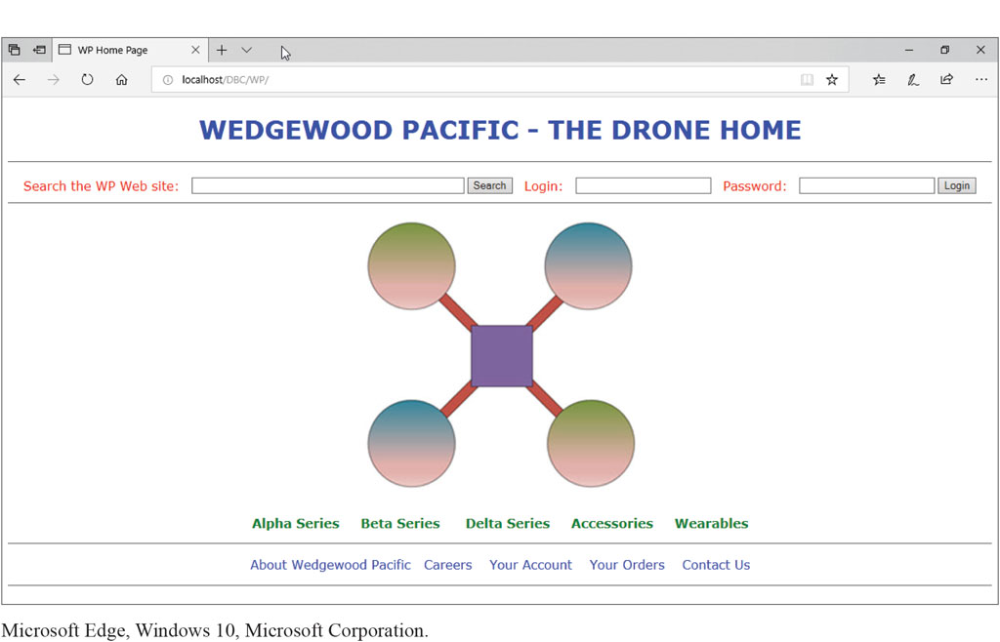 WP Home Page
localhost/DBC/WP/
WEDGEWOOD PACIFIC - THE DRONE HOME
Search the WP Web site: Search Login: Password: Login
Alpha Series Beta Series Delta Series Accessories Wearables
About Wedgewood Pacific Careers Your Account Your Orders Contact Us
Microsoft Edge, Windows 10, Microsoft Corporation.